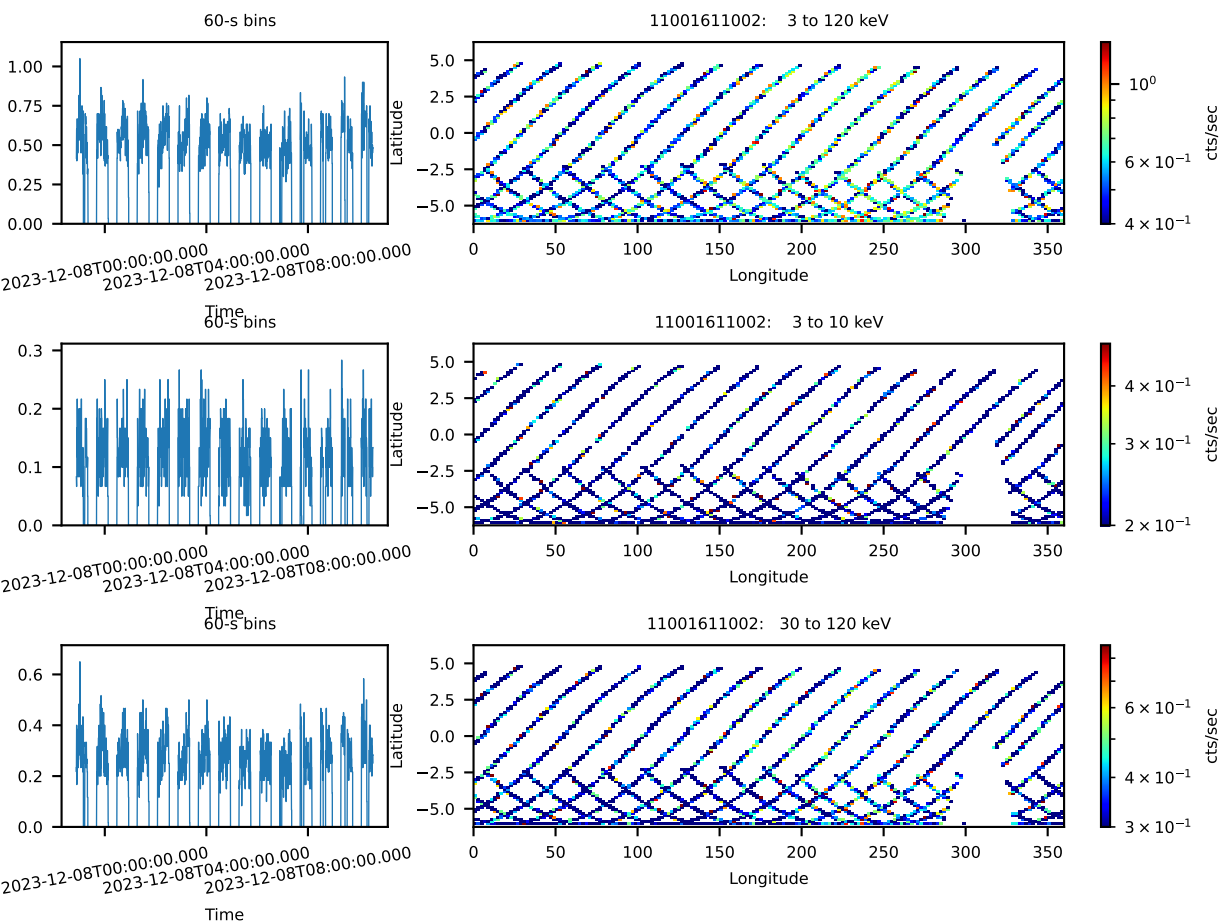 60-s bins
11001611002: 3 to 120 keV
1.00
0.75
0.50
0.25
0.00
2023-12-08T00:00:00.000
2023-12-08T04:00:00.000
2023-12-08T08:00:00.000
Time
Latitude
5.0
2.5
0.0
−2.5
−5.0
0 50 100 150 200 250 300 350
Longitude
10⁰
6 × 10⁻¹
4 × 10⁻¹
cts/sec
60-s bins
11001611002: 3 to 10 keV
0.3
0.2
0.1
0.0
2023-12-08T00:00:00.000
2023-12-08T04:00:00.000
2023-12-08T08:00:00.000
Time
Latitude
5.0
2.5
0.0
−2.5
−5.0
0 50 100 150 200 250 300 350
Longitude
4 × 10⁻¹
3 × 10⁻¹
2 × 10⁻¹
cts/sec
60-s bins
11001611002: 30 to 120 keV
0.6
0.4
0.2
0.0
2023-12-08T00:00:00.000
2023-12-08T04:00:00.000
2023-12-08T08:00:00.000
Time
Latitude
5.0
2.5
0.0
−2.5
−5.0
0 50 100 150 200 250 300 350
Longitude
6 × 10⁻¹
4 × 10⁻¹
3 × 10⁻¹
cts/sec